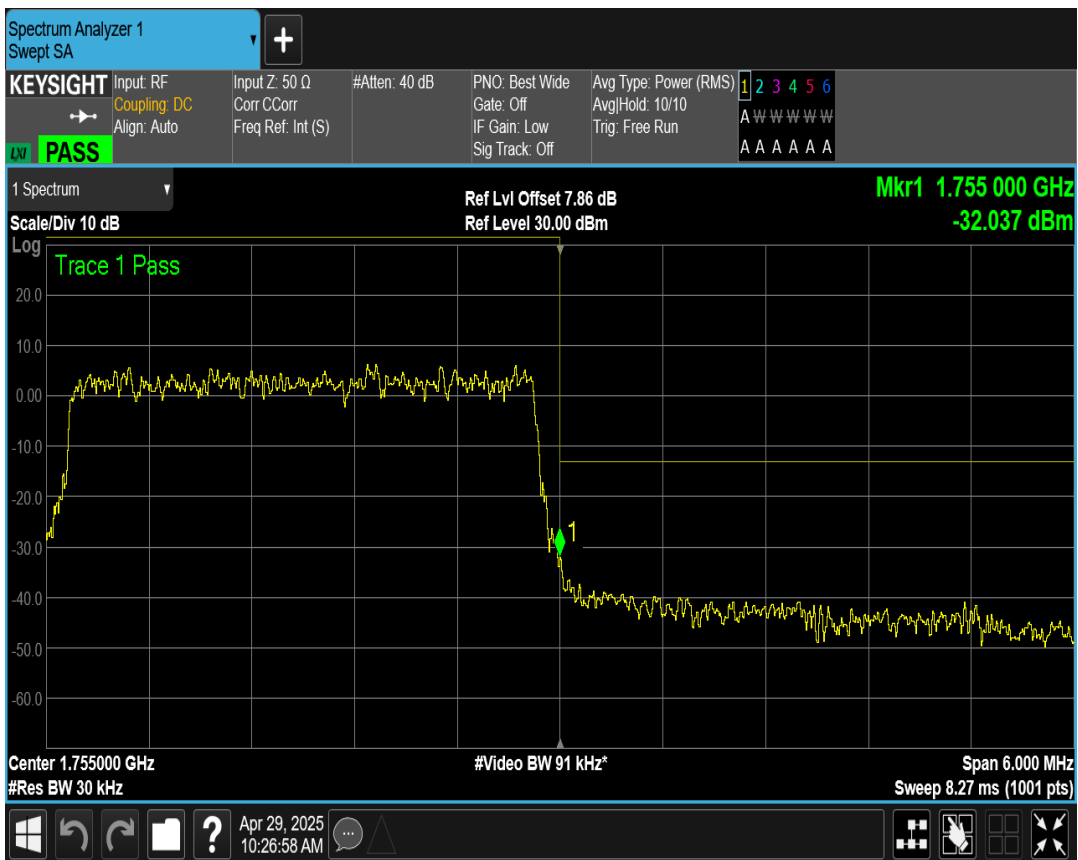 Spectrum Analyzer 1
Swept SA
+
KEYSIGHT
Input: RF
Coupling: DC
Align: Auto
Input Z: 50 Ω
Corr CCorr
Freq Ref: Int (S)
#Atten: 40 dB
PNO: Best Wide
Gate: Off
IF Gain: Low
Sig Track: Off
Avg Type: Power (RMS)
Avg|Hold: 10/10
Trig: Free Run
1 2 3 4 5 6
A W W W W W
A A A A A A
LXI
PASS
1 Spectrum
Scale/Div 10 dB
Ref Lvl Offset 7.86 dB
Ref Level 30.00 dBm
Mkr1 1.755 000 GHz
-32.037 dBm
Log
Trace 1 Pass
20.0
10.0
0.00
-10.0
-20.0
-30.0
-40.0
-50.0
-60.0
1
Center 1.755000 GHz
#Res BW 30 kHz
#Video BW 91 kHz*
Span 6.000 MHz
Sweep 8.27 ms (1001 pts)
?
Apr 29, 2025
10:26:58 AM